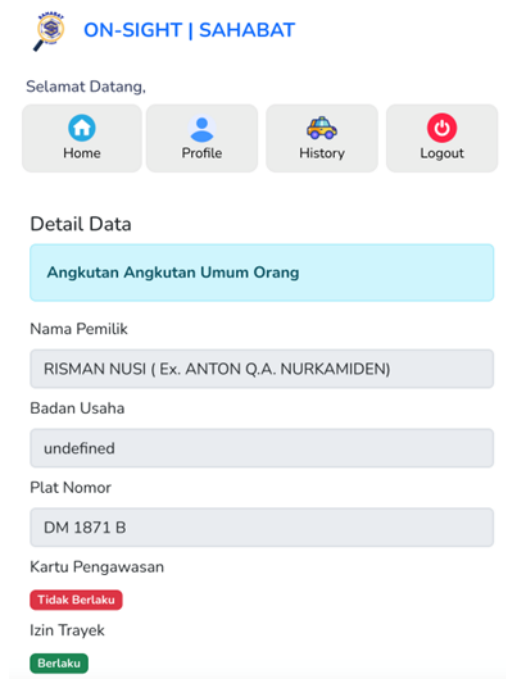 ON-SIGHT | SAHABAT
Selamat Datang,
Home Profile History Logout
Detail Data
Angkutan Angkutan Umum Orang
Nama Pemilik
RISMAN NUSI ( Ex. ANTON Q.A. NURKAMIDEN)
Badan Usaha
undefined
Plat Nomor
DM 1871 B
Kartu Pengawasan
Tidak Berlaku
Izin Trayek
Berlaku